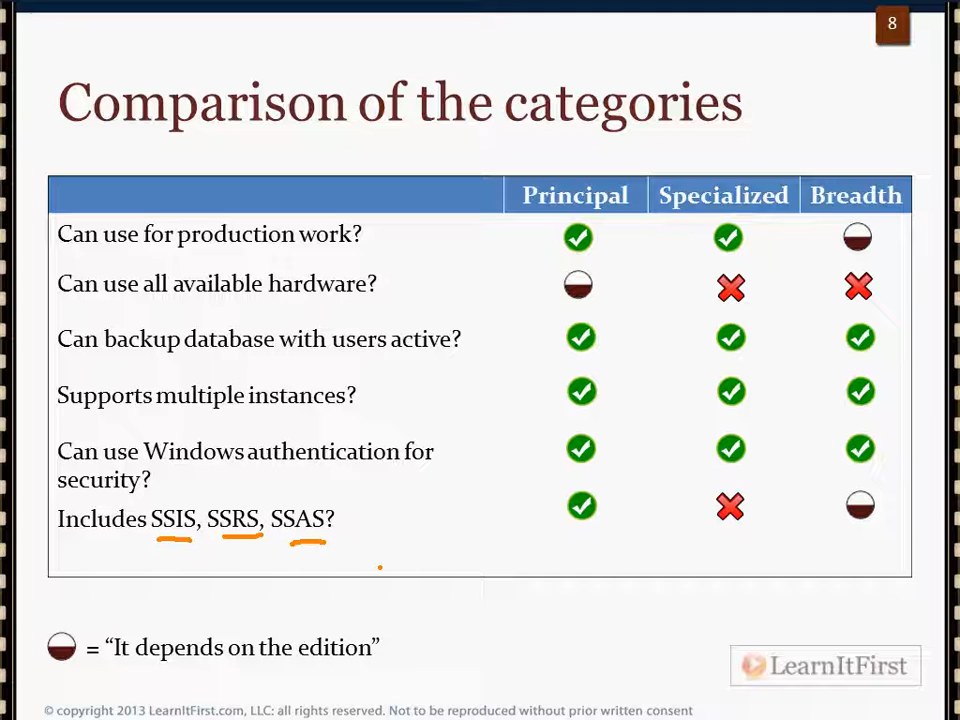 8
Comparison of the categories
Principal Specialized Breadth
Can use for production work?
Can use all available hardware?
Can backup database with users active?
Supports multiple instances?
Can use Windows authentication for
security?
Includes SSIS, SSRS, SSAS?
= “It depends on the edition”
LearnItFirst
© copyright 2013 LearnItFirst.com, LLC: all rights reserved. Not to be reproduced without prior written consent